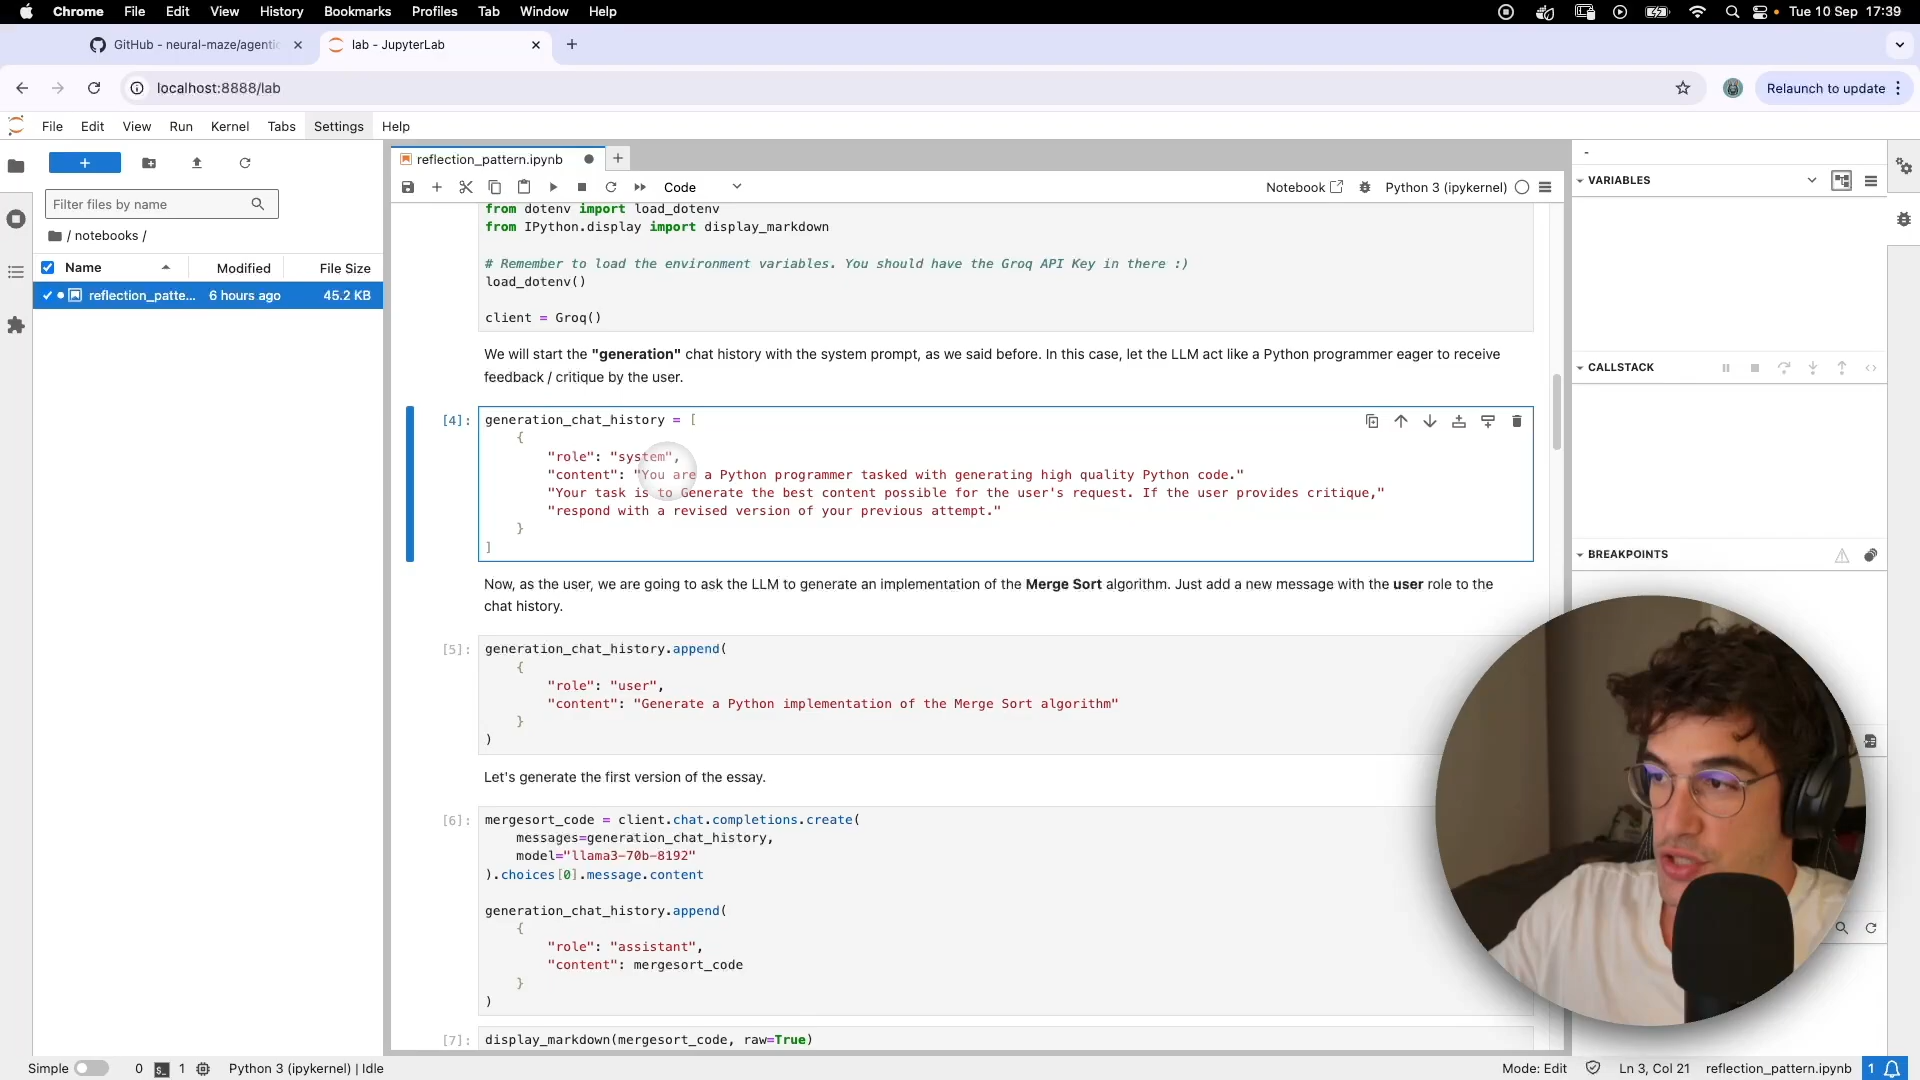 Chrome File Edit View History Bookmarks Profiles Tab Window Help Tue 10 Sep 17:39
GitHub - neural-maze/agentic
lab - JupyterLab
localhost:8888/lab
Relaunch to update
File Edit View Run Kernel Tabs Settings Help
reflection_pattern.ipynb
-
Code
Notebook
Python 3 (ipykernel)
VARIABLES
Filter files by name
/ notebooks /
Name Modified File Size
reflection_patte... 6 hours ago 45.2 KB
from dotenv import load_dotenv
from IPython.display import display_markdown
# Remember to load the environment variables. You should have the Groq API Key in there :)
load_dotenv()
client = Groq()
We will start the "generation" chat history with the system prompt, as we said before. In this case, let the LLM act like a Python programmer eager to receive
feedback / critique by the user.
CALLSTACK
[4]: generation_chat_history = [
{
"role": "system",
"content": "You are a Python programmer tasked with generating high quality Python code."
"Your task is to Generate the best content possible for the user's request. If the user provides critique,"
"respond with a revised version of your previous attempt."
}
]
BREAKPOINTS
Now, as the user, we are going to ask the LLM to generate an implementation of the Merge Sort algorithm. Just add a new message with the user role to the
chat history.
[5]: generation_chat_history.append(
{
"role": "user",
"content": "Generate a Python implementation of the Merge Sort algorithm"
}
)
Let's generate the first version of the essay.
[6]: mergesort_code = client.chat.completions.create(
messages=generation_chat_history,
model="llama3-70b-8192"
).choices[0].message.content
generation_chat_history.append(
{
"role": "assistant",
"content": mergesort_code
}
)
[7]: display_markdown(mergesort_code, raw=True)
Simple 0 1 Python 3 (ipykernel) | Idle Mode: Edit Ln 3, Col 21 reflection_pattern.ipynb 1